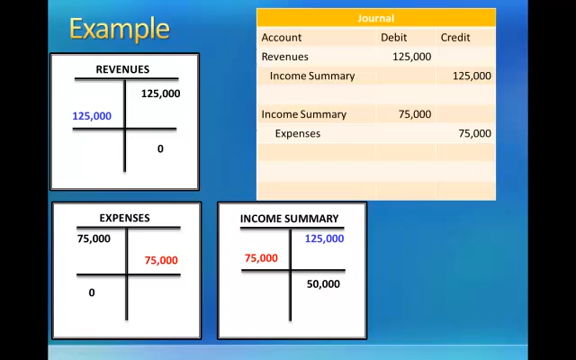 Example
Journal
Account Debit Credit
Revenues 125,000
Income Summary 125,000
Income Summary 75,000
Expenses 75,000
REVENUES
125,000
125,000
0
EXPENSES
75,000
75,000
0
INCOME SUMMARY
125,000
75,000
50,000